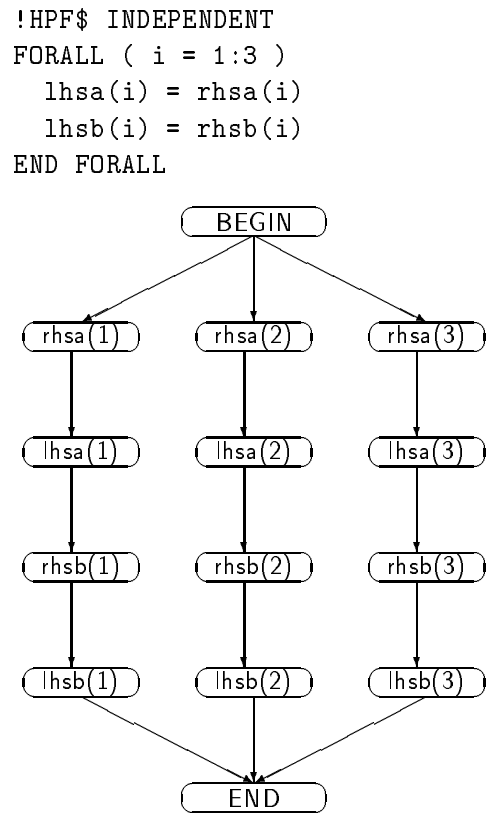 !HPF$ INDEPENDENT
FORALL ( i = 1:3 )
  lhsa(i) = rhsa(i)
  lhsb(i) = rhsb(i)
END FORALL
BEGIN
rhsa(1) rhsa(2) rhsa(3)
lhsa(1) lhsa(2) lhsa(3)
rhsb(1) rhsb(2) rhsb(3)
lhsb(1) lhsb(2) lhsb(3)
END